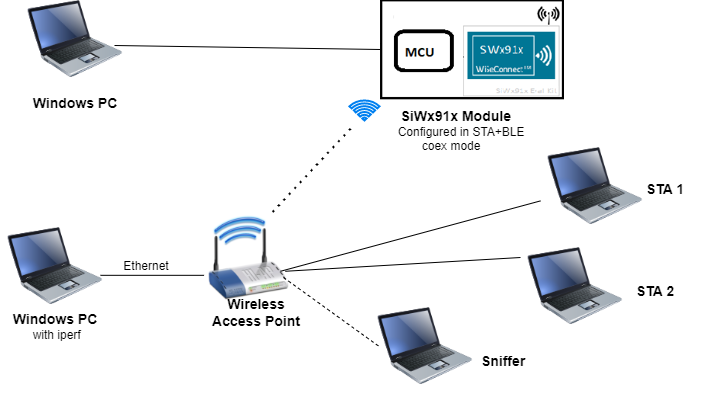 MCU
SWx91x
WiseConnect
SiWx91x Eval Kit
Windows PC
SiWx91x Module
Configured in STA+BLE
coex mode
STA 1
Ethernet
Windows PC
with iperf
Wireless
Access Point
STA 2
Sniffer